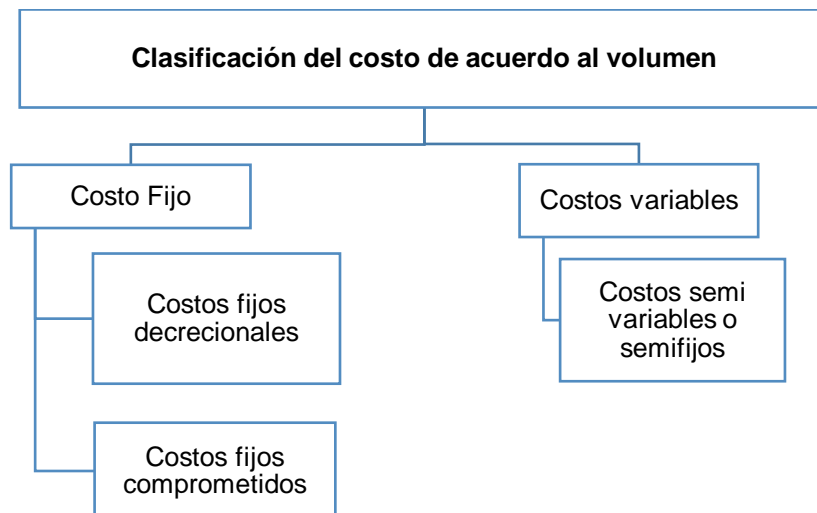 Clasificación del costo de acuerdo al volumen
Costo Fijo
Costos fijos
decrecionales
Costos fijos
comprometidos
Costos variables
Costos semi
variables o
semifijos